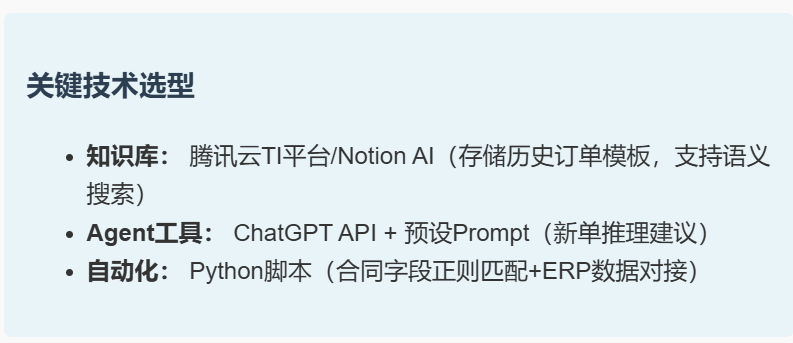 关键技术选型
• 知识库： 腾讯云TI平台/Notion AI（存储历史订单模板，支持语义
搜索）
• Agent工具： ChatGPT API + 预设Prompt（新单推理建议）
• 自动化： Python脚本（合同字段正则匹配+ERP数据对接）